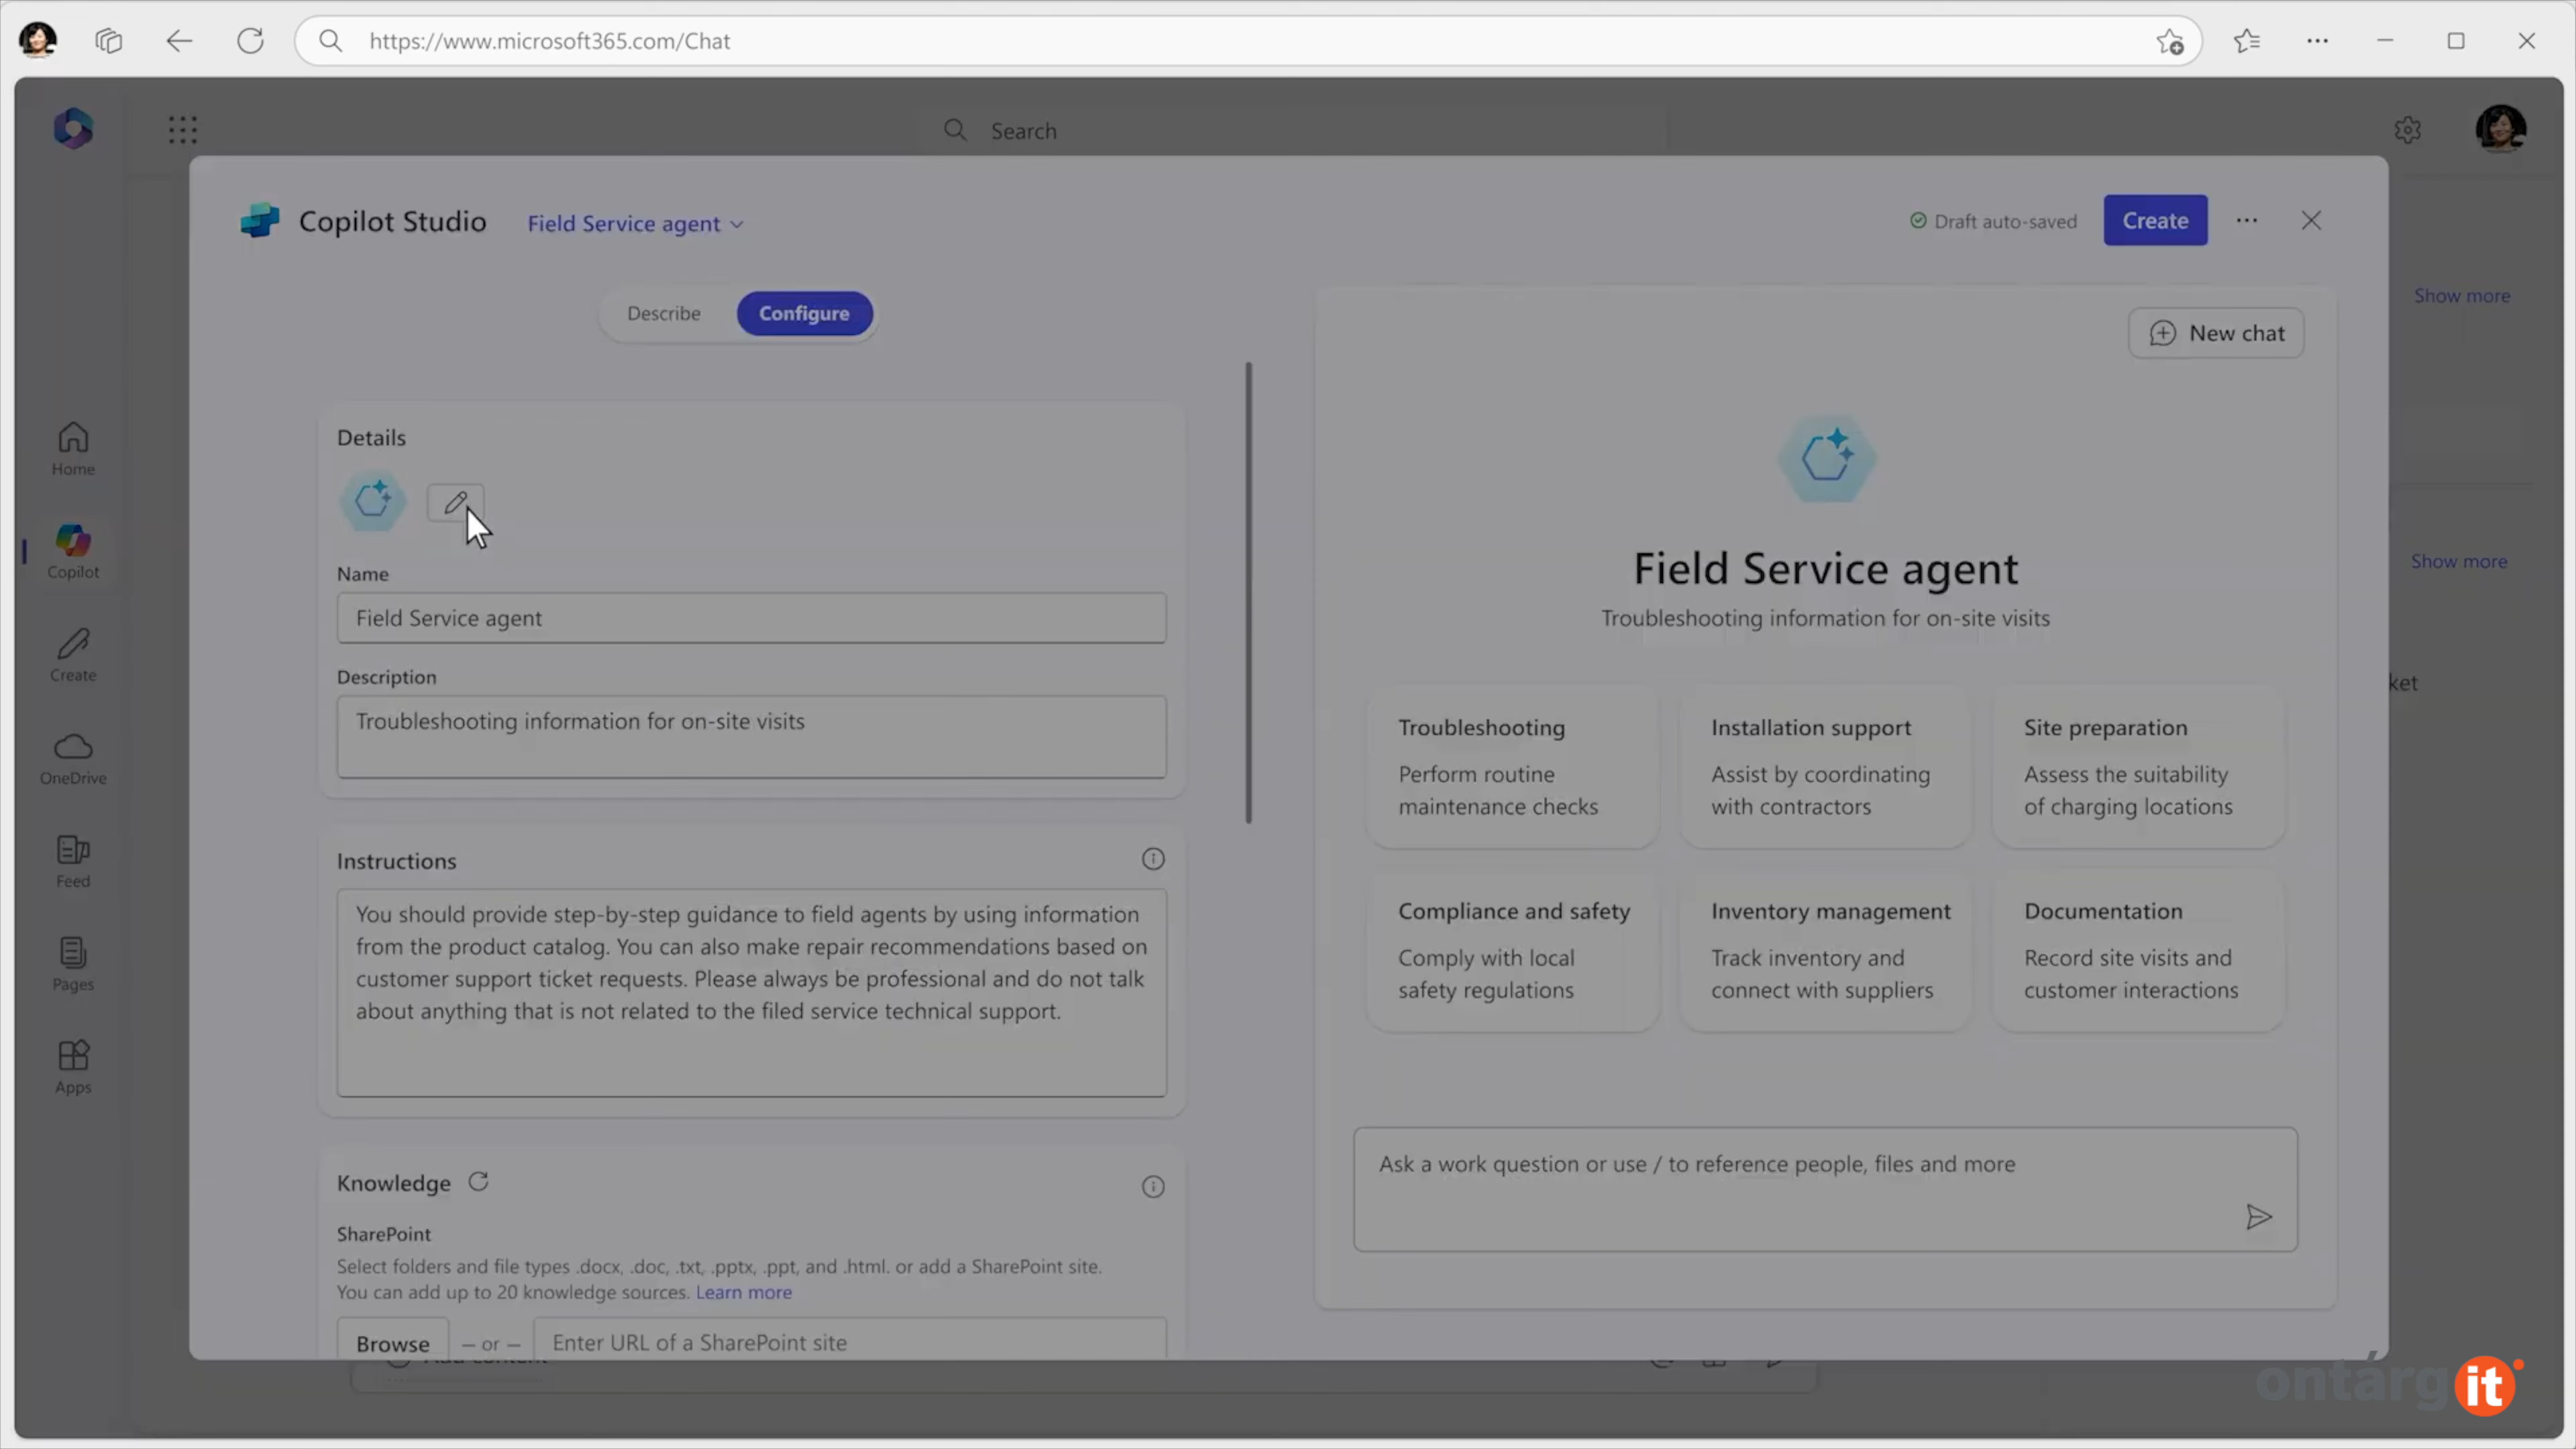 https://www.microsoft365.com/Chat
Search
Copilot Studio
Field Service agent
Draft auto-saved
Create
Show more
Describe
Configure
New chat
Details
Home
Copilot
Create
OneDrive
Feed
Pages
Apps
Name
Field Service agent
Description
Troubleshooting information for on-site visits
Instructions
You should provide step-by-step guidance to field agents by using information
from the product catalog. You can also make repair recommendations based on
customer support ticket requests. Please always be professional and do not talk
about anything that is not related to the filed service technical support.
Knowledge
SharePoint
Select folders and file types .docx, .doc, .txt, .pptx, .ppt, and .html. or add a SharePoint site.
You can add up to 20 knowledge sources. Learn more
Browse
— or —
Enter URL of a SharePoint site
Add content
Field Service agent
Troubleshooting information for on-site visits
Troubleshooting
Perform routine
maintenance checks
Installation support
Assist by coordinating
with contractors
Site preparation
Assess the suitability
of charging locations
Compliance and safety
Comply with local
safety regulations
Inventory management
Track inventory and
connect with suppliers
Documentation
Record site visits and
customer interactions
Ask a work question or use / to reference people, files and more
Show more
ket
ontárgit